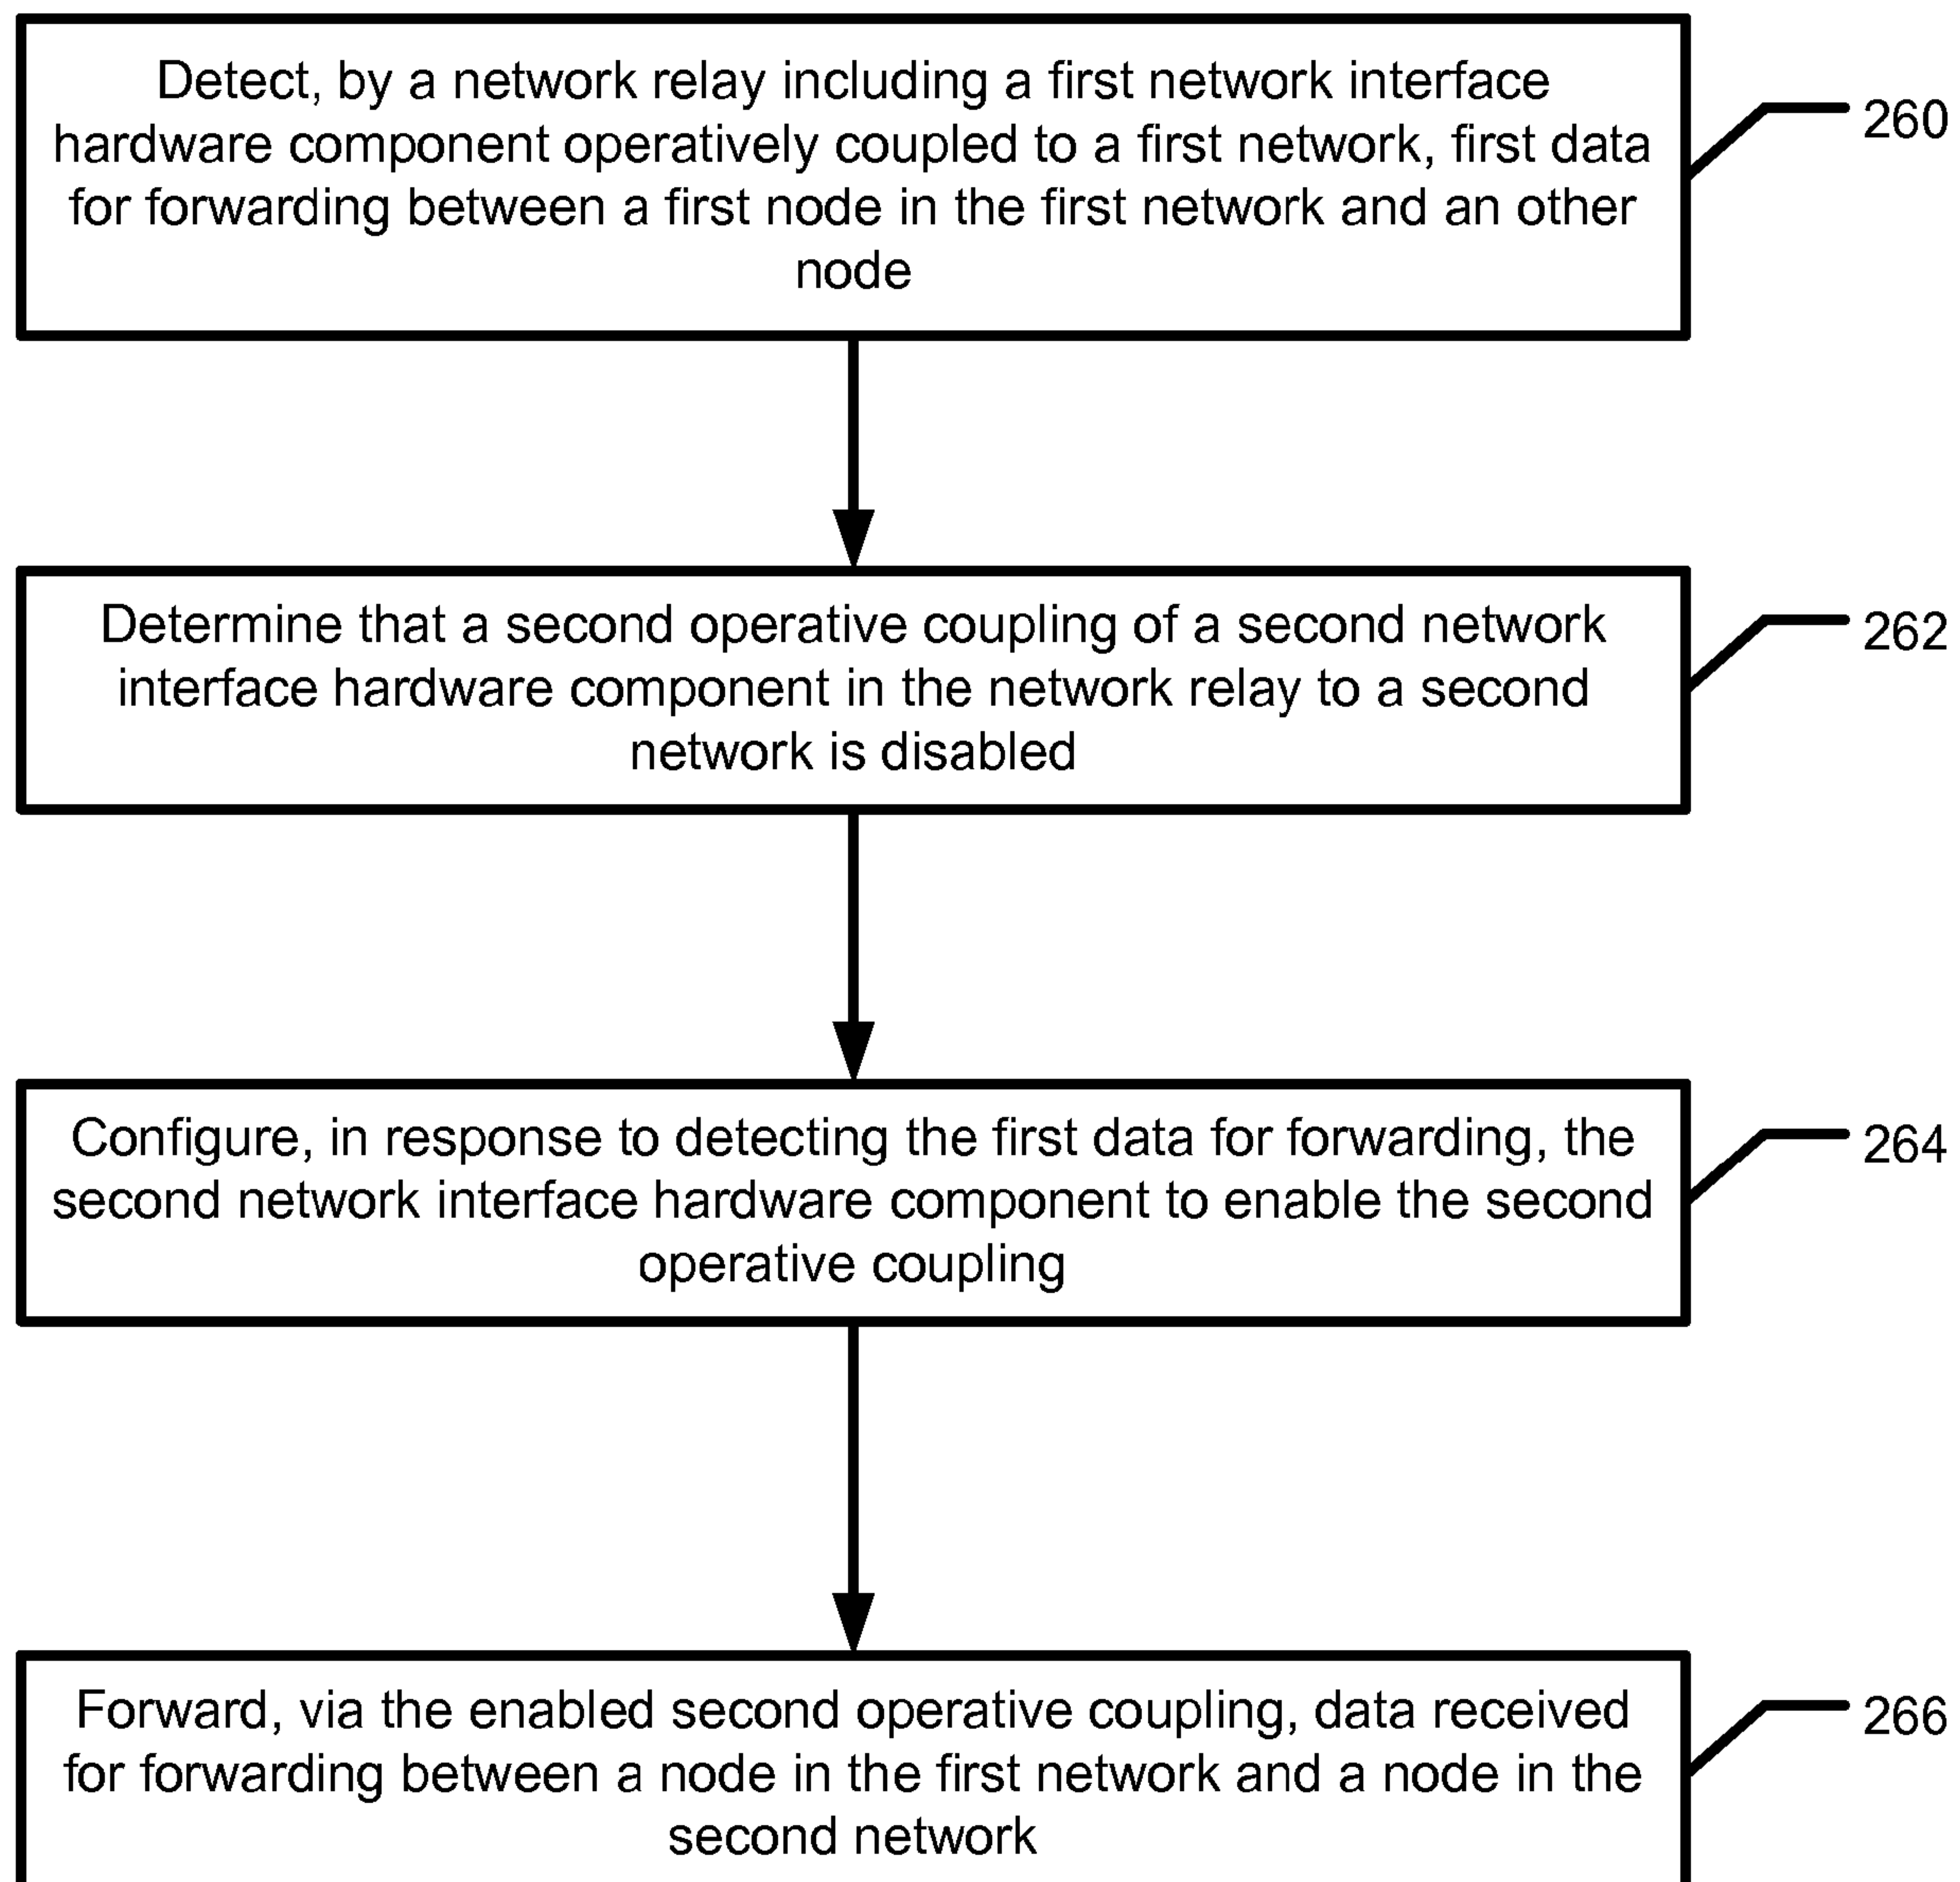 Detect, by a network relay including a first network interface
hardware component operatively coupled to a first network, first data
for forwarding between a first node in the first network and an other
node
260
Determine that a second operative coupling of a second network
interface hardware component in the network relay to a second
network is disabled
262
Configure, in response to detecting the first data for forwarding, the
second network interface hardware component to enable the second
operative coupling
264
Forward, via the enabled second operative coupling, data received
for forwarding between a node in the first network and a node in the
second network
266